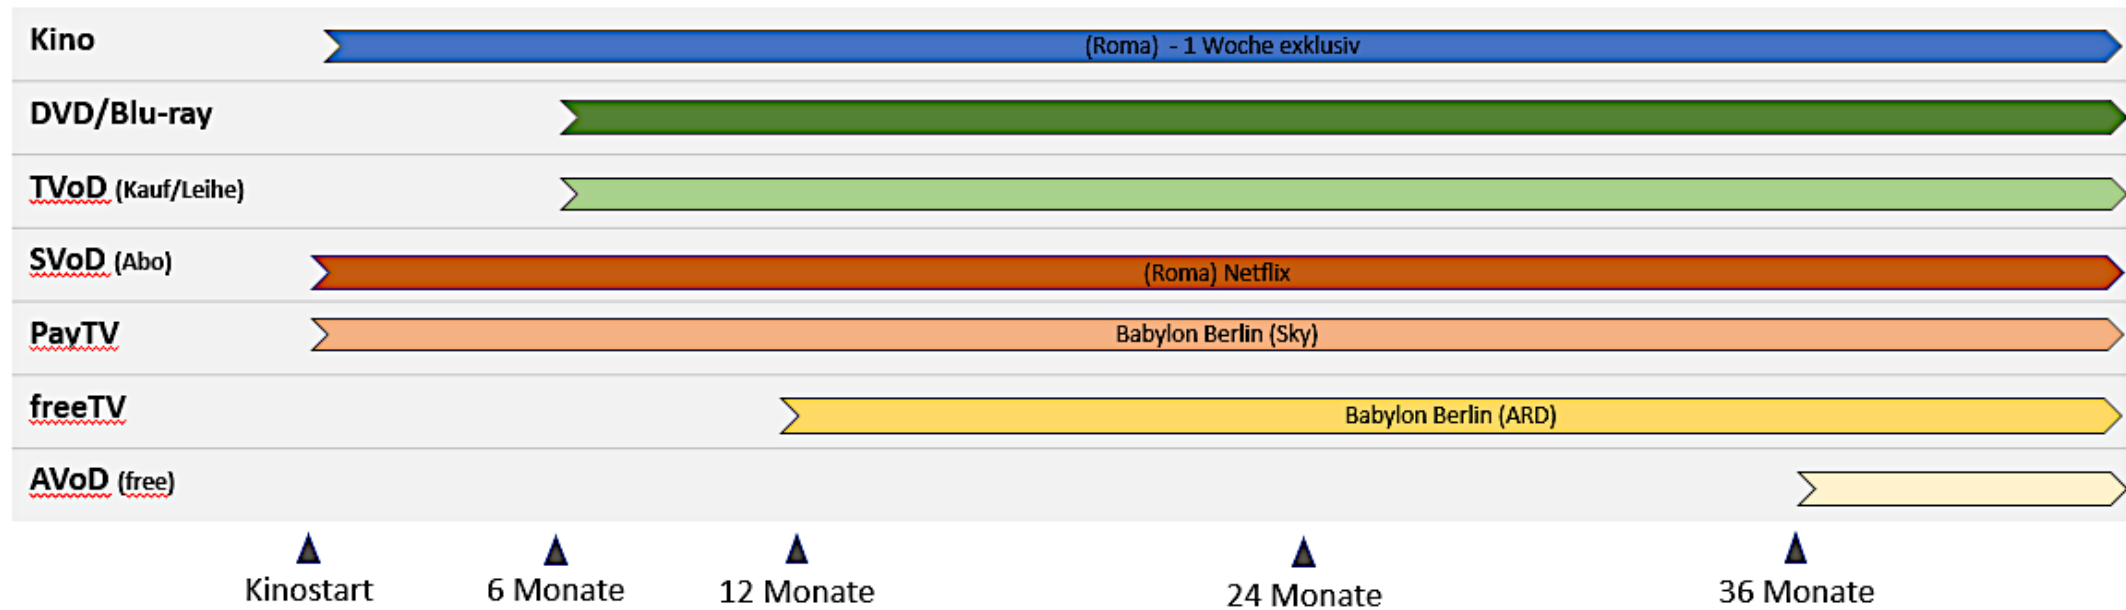 Kino
(Roma)  - 1 Woche exklusiv
DVD/Blu-ray
TVoD (Kauf/Leihe)
SVoD (Abo)
(Roma) Netflix
PayTV
Babylon Berlin (Sky)
freeTV
Babylon Berlin (ARD)
AVoD (free)
Kinostart 6 Monate 12 Monate 24 Monate 36 Monate